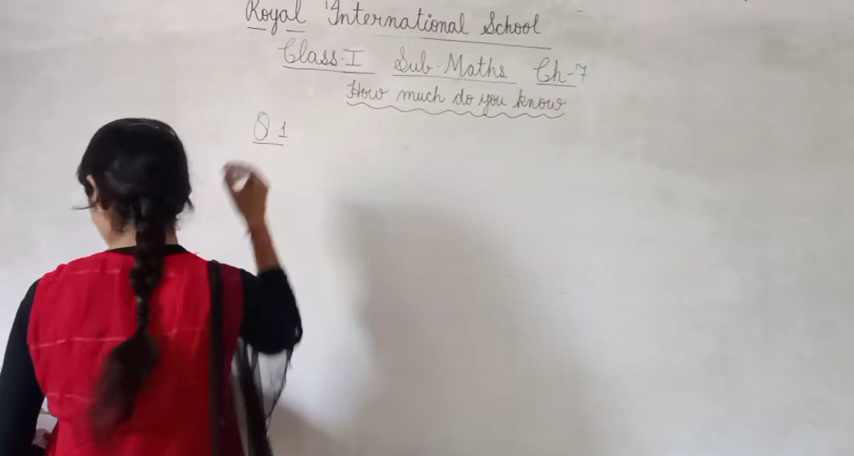 Royal International School
Class-I Sub-Maths Ch-7
How much do you know
Q 1